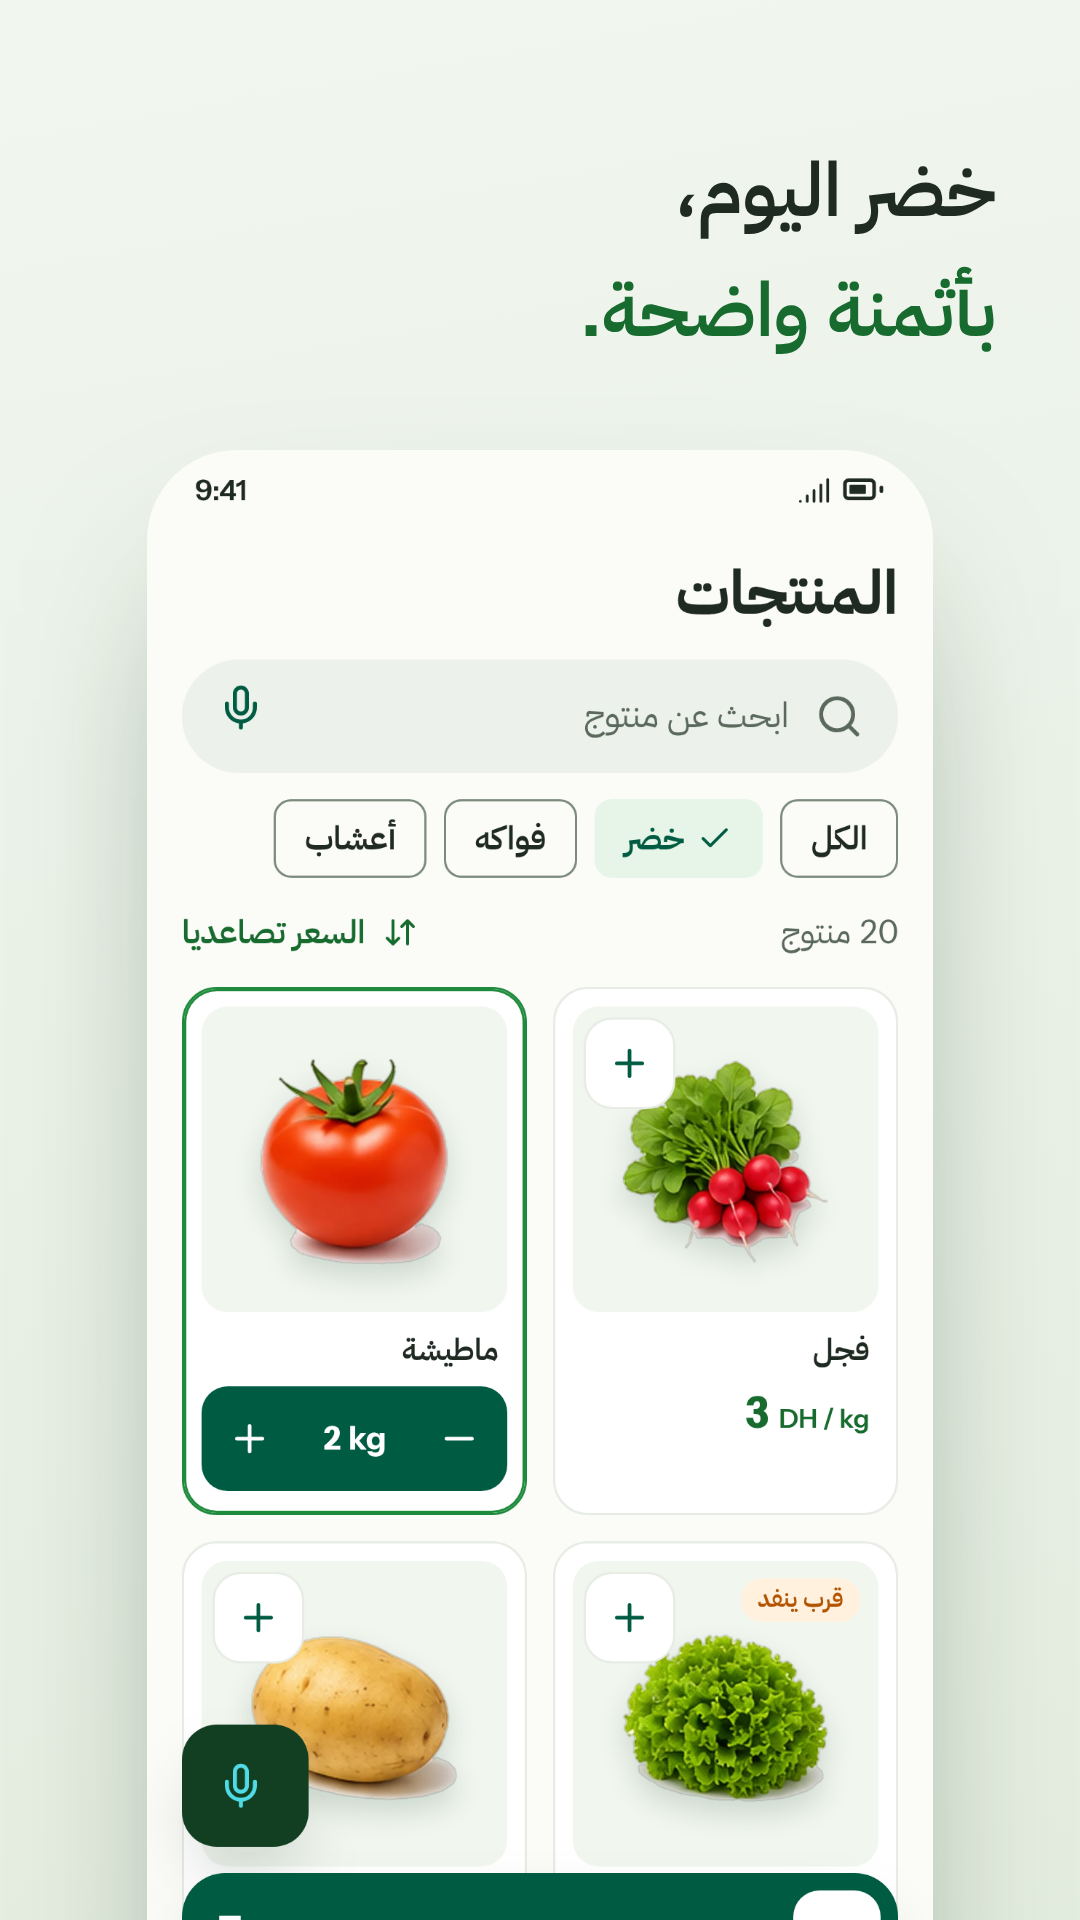 خضر اليوم،
بأثمنة واضحة.
9:41
المنتجات
ابحث عن منتوج
الكل
خضر
فواكه
أعشاب
20 منتوج
السعر تصاعديا
فجل
3 DH / kg
ماطيشة
2 kg
قرب ينفد